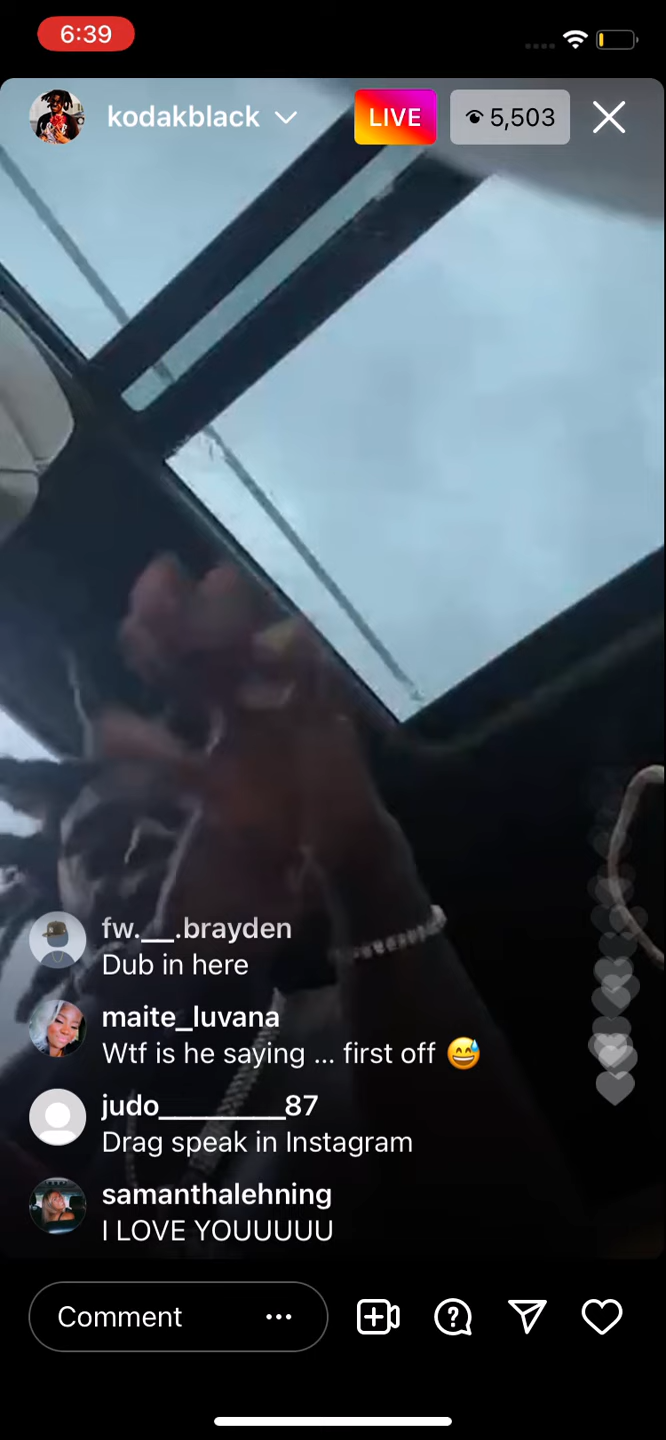 6:39
kodakblack
LIVE
5,503
fw.__.brayden
Dub in here
maite_luvana
Wtf is he saying ... first off 😅
judo_________87
Drag speak in Instagram
samanthalehning
I LOVE YOUUUUU
Comment